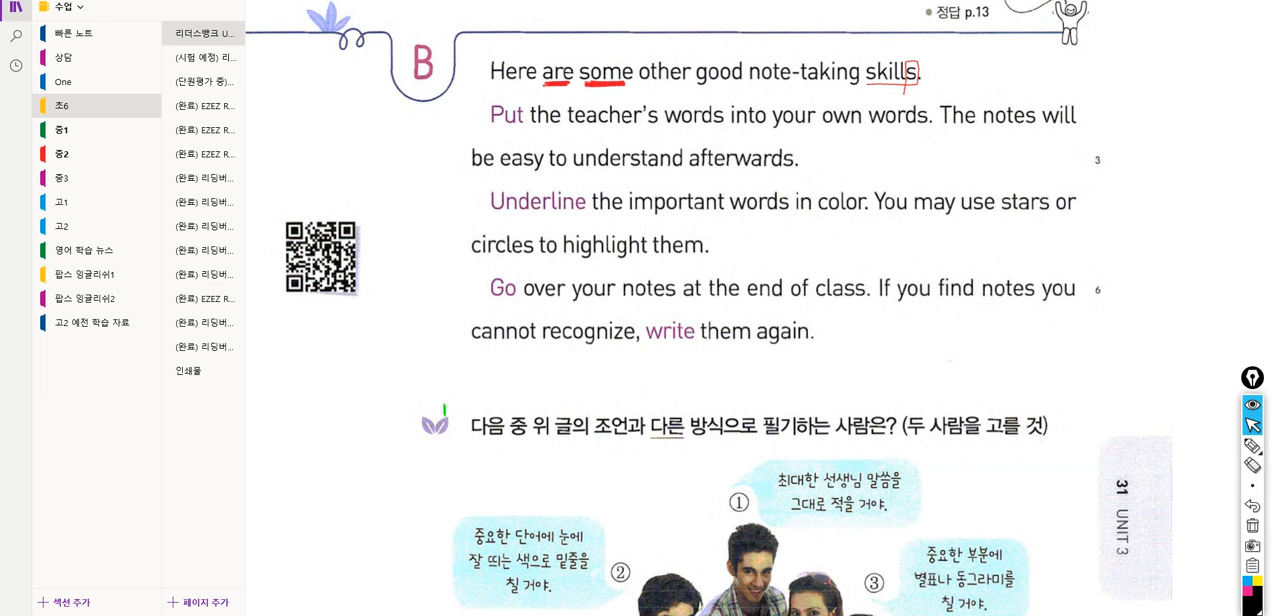 수업
정답 p.13
빠른 노트
상담
One
초6
중1
중2
중3
고1
고2
영어 학습 뉴스
팝스 잉글리쉬1
팝스 잉글리쉬2
고2 예전 학습 자료
섹션 추가
리더스뱅크 U...
(시험 예정) 리...
(단원평가 중)...
(완료) EZEZ R...
(완료) EZEZ R...
(완료) EZEZ R...
(완료) 리딩버...
(완료) 리딩버...
(완료) 리딩버...
(완료) 리딩버...
(완료) 리딩버...
(완료) EZEZ R...
(완료) 리딩버...
(완료) 리딩버...
인쇄물
페이지 추가
B
Here are some other good note-taking skills.
Put the teacher's words into your own words. The notes will
be easy to understand afterwards. 3
Underline the important words in color. You may use stars or
circles to highlight them.
Go over your notes at the end of class. If you find notes you 6
cannot recognize, write them again.
다음 중 위 글의 조언과 다른 방식으로 필기하는 사람은? (두 사람을 고를 것)
① 최대한 선생님 말씀을
그대로 적을 거야.
중요한 단어에 눈에
잘 띄는 색으로 밑줄을
칠 거야. ②
③ 중요한 부분에
별표나 동그라미를
칠 거야.
31 UNIT 3